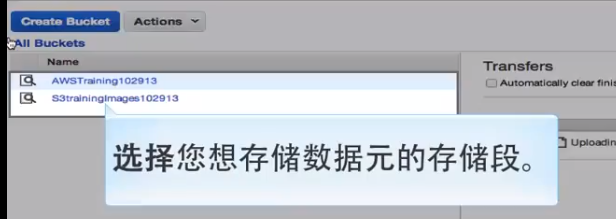 Create Bucket Actions
All Buckets
Name
Transfers
AWSTraining102913
Automatically clear finis
S3trainingImages102913
选择您想存储数据元的存储段。
Uploadin